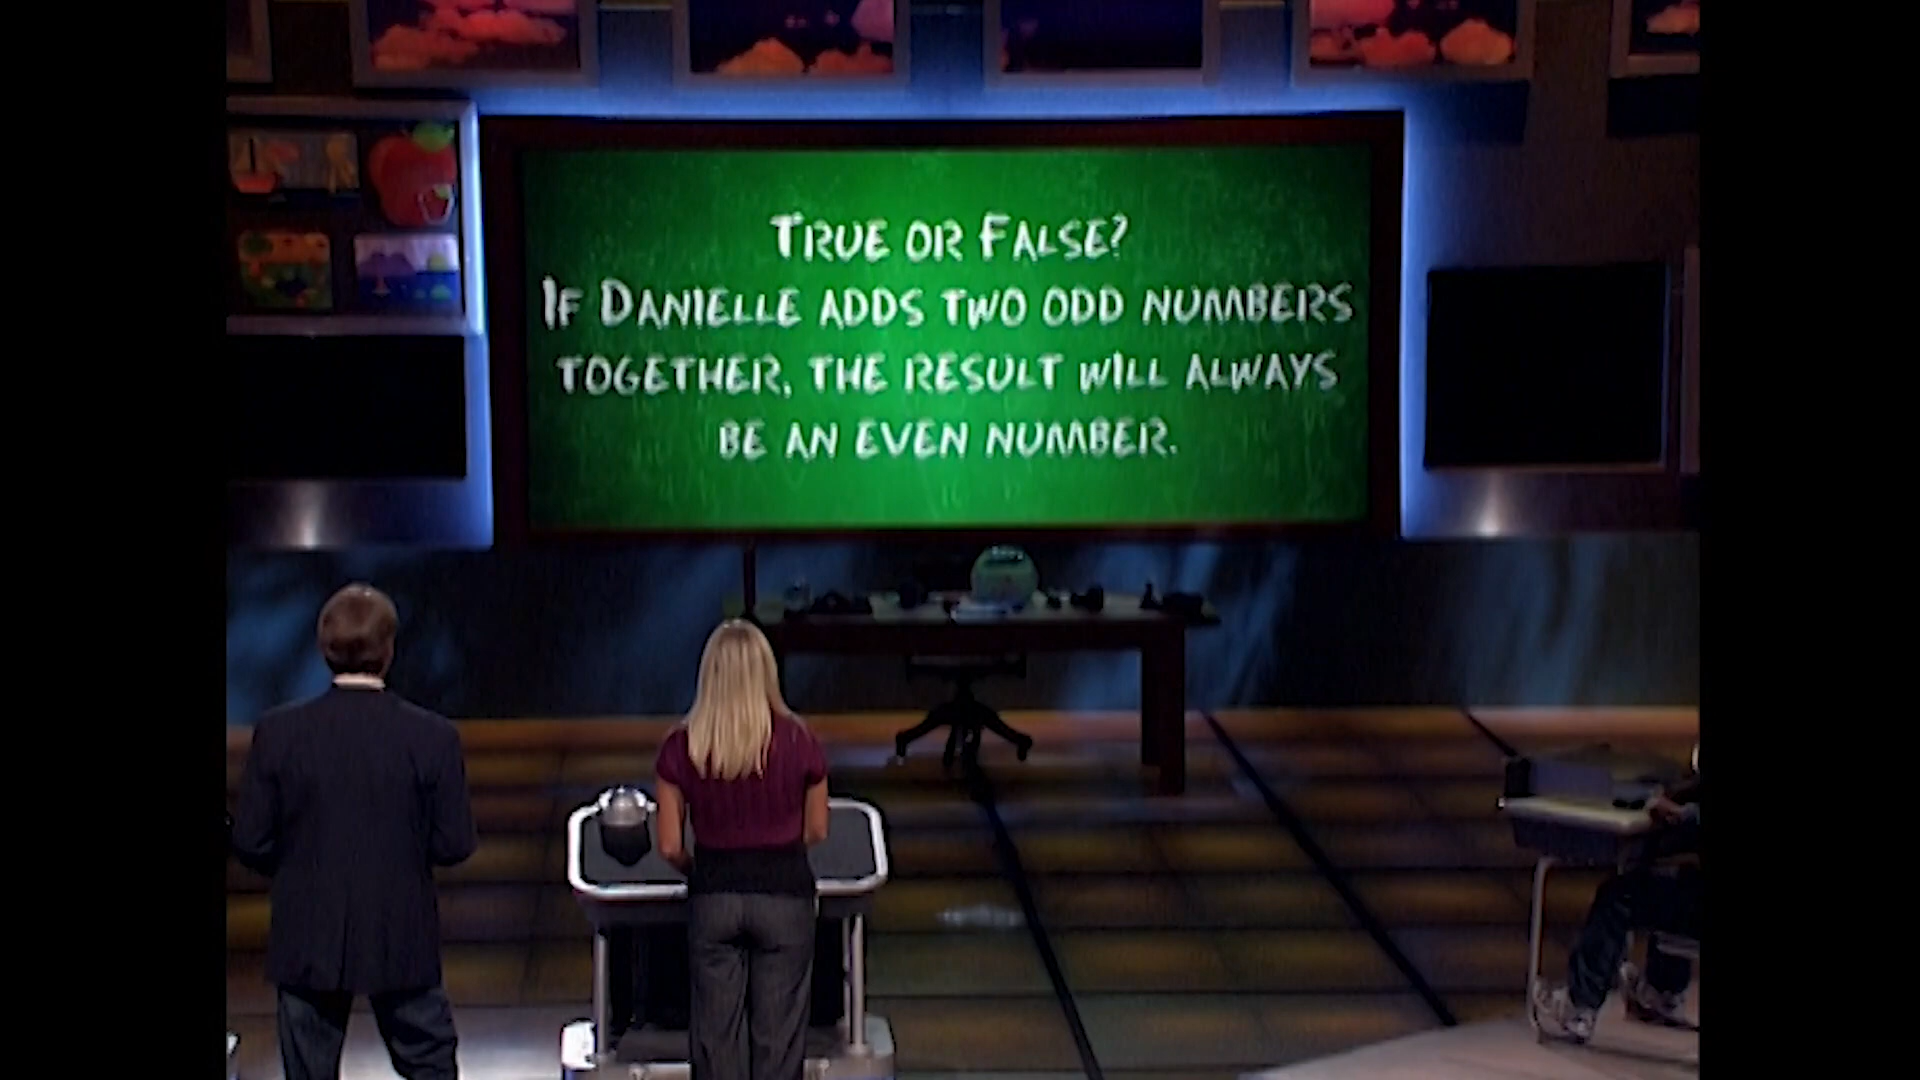 True or False?
If Danielle adds two odd numbers
together, the result will always
be an even number.